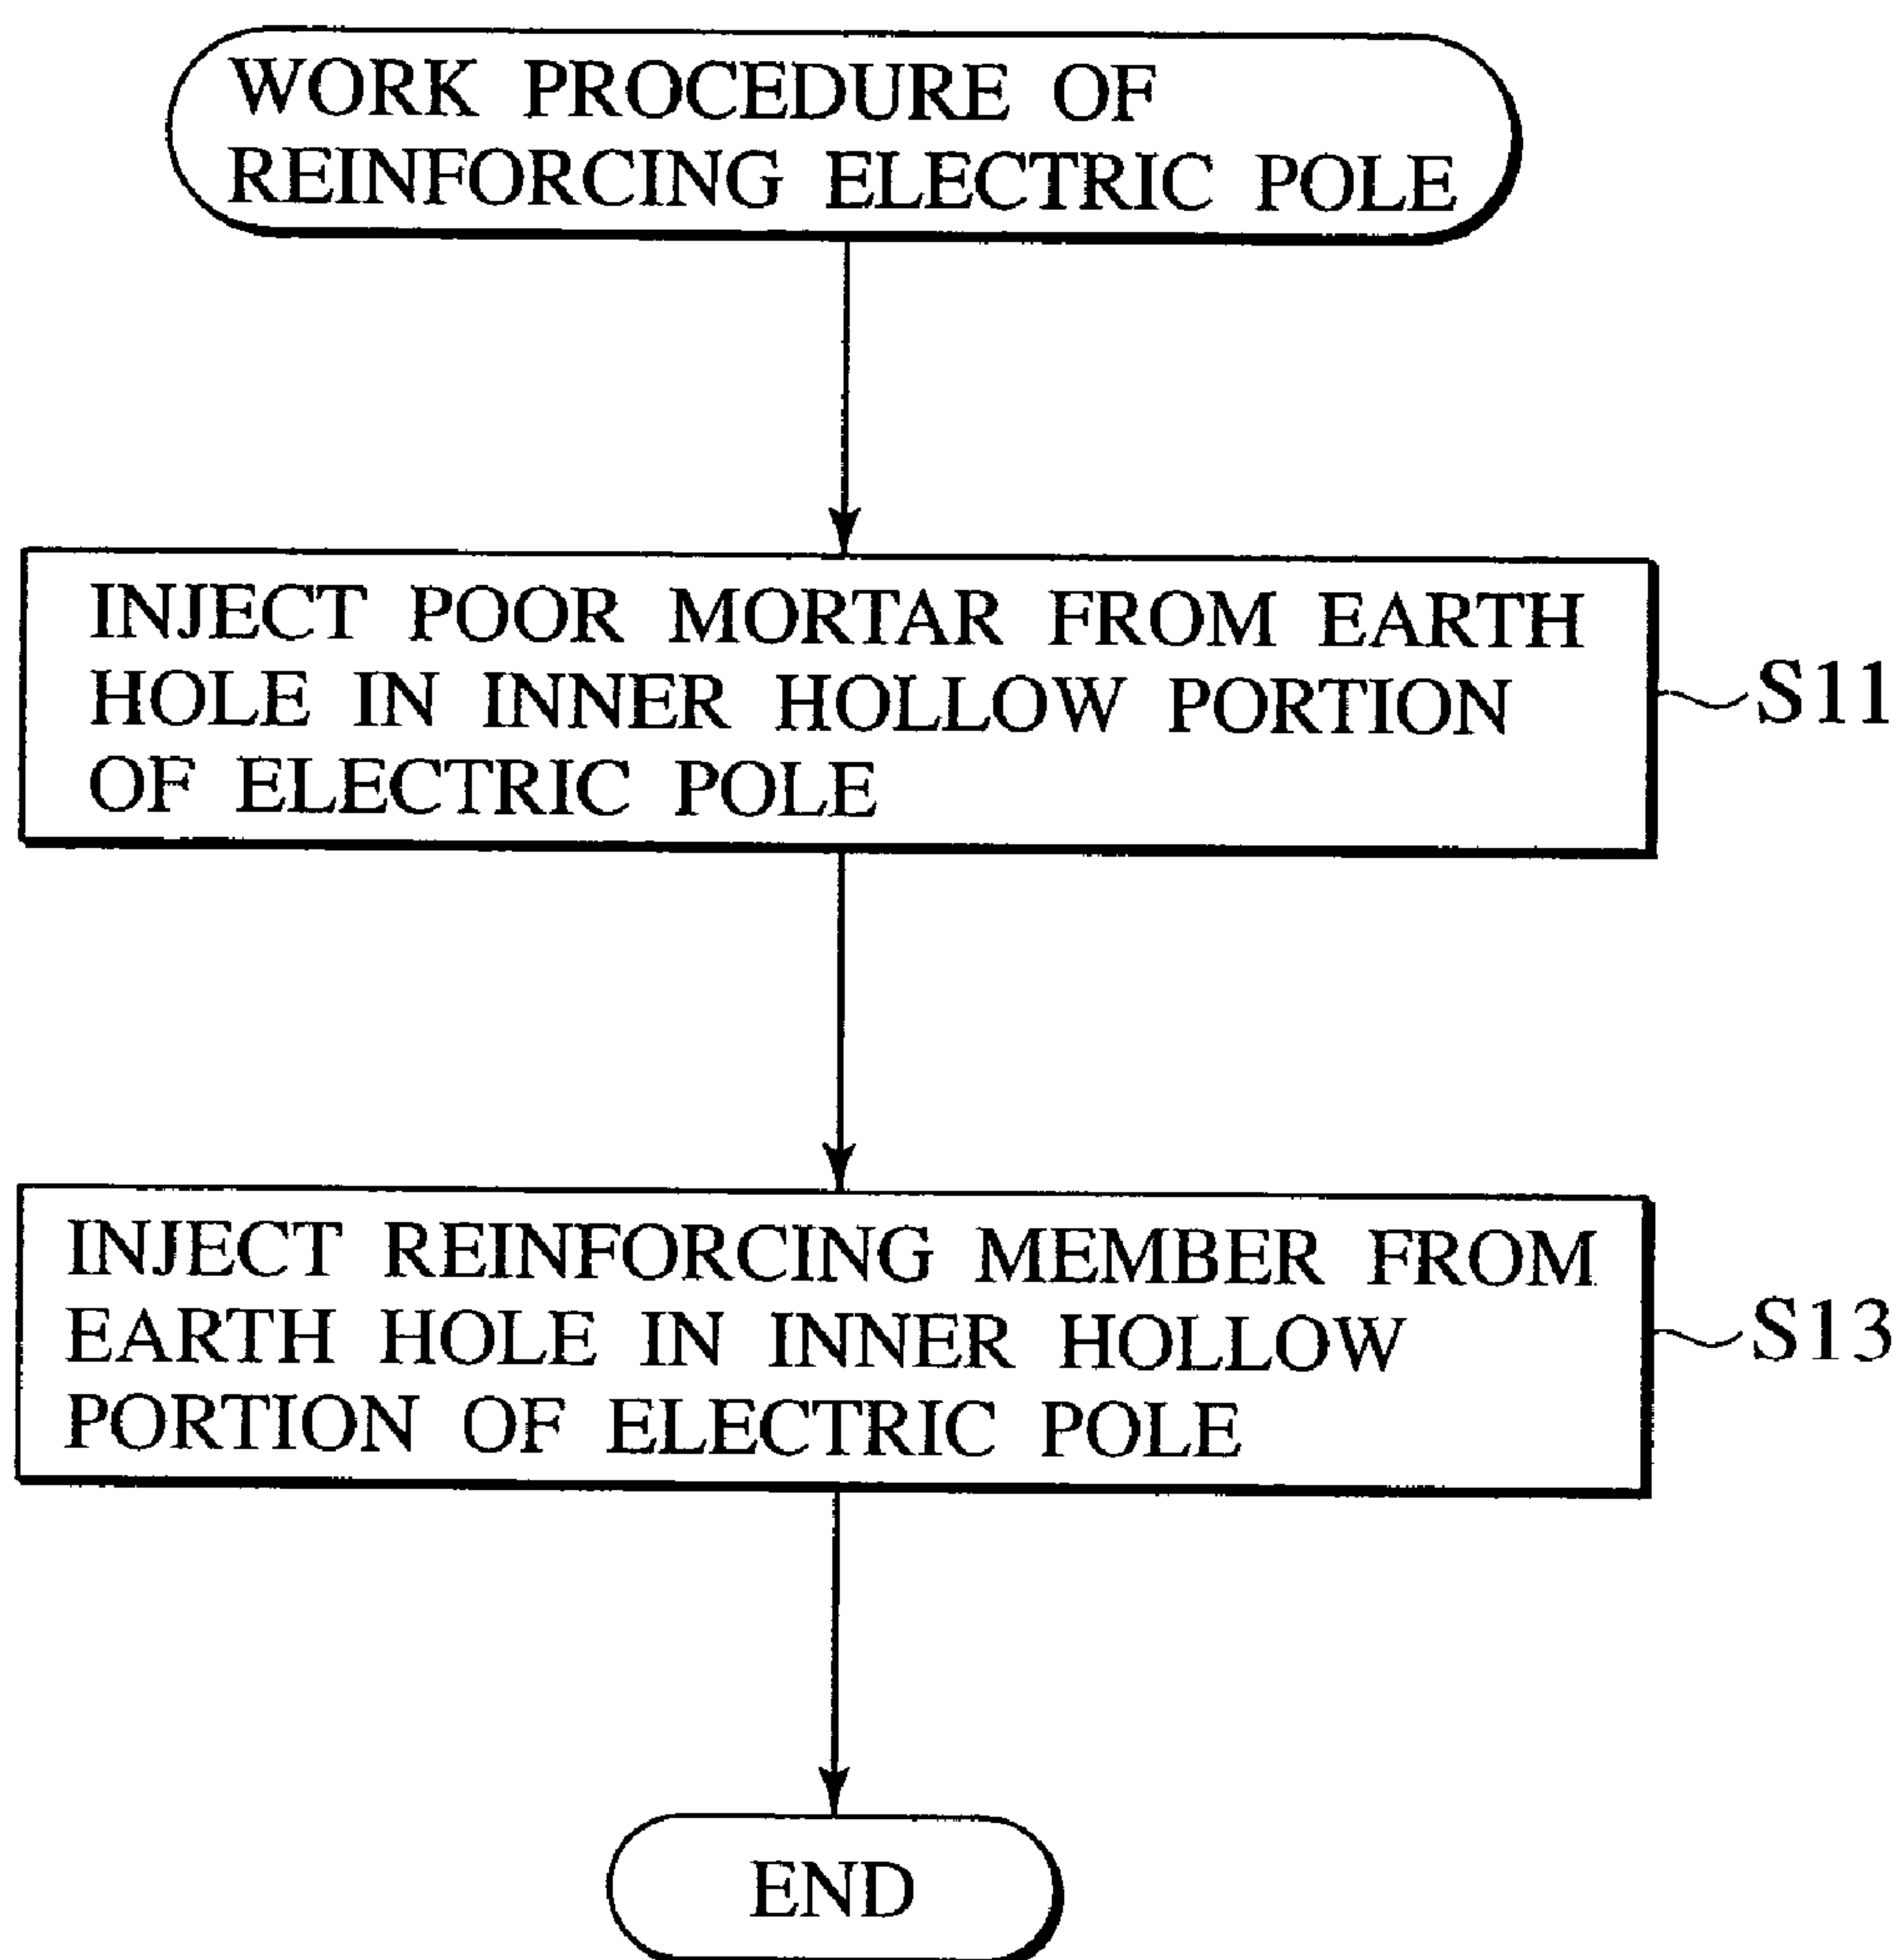 WORK PROCEDURE OF
REINFORCING ELECTRIC POLE
INJECT POOR MORTAR FROM EARTH
HOLE IN INNER HOLLOW PORTION
OF ELECTRIC POLE
S11
INJECT REINFORCING MEMBER FROM
EARTH HOLE IN INNER HOLLOW
PORTION OF ELECTRIC POLE
S13
END